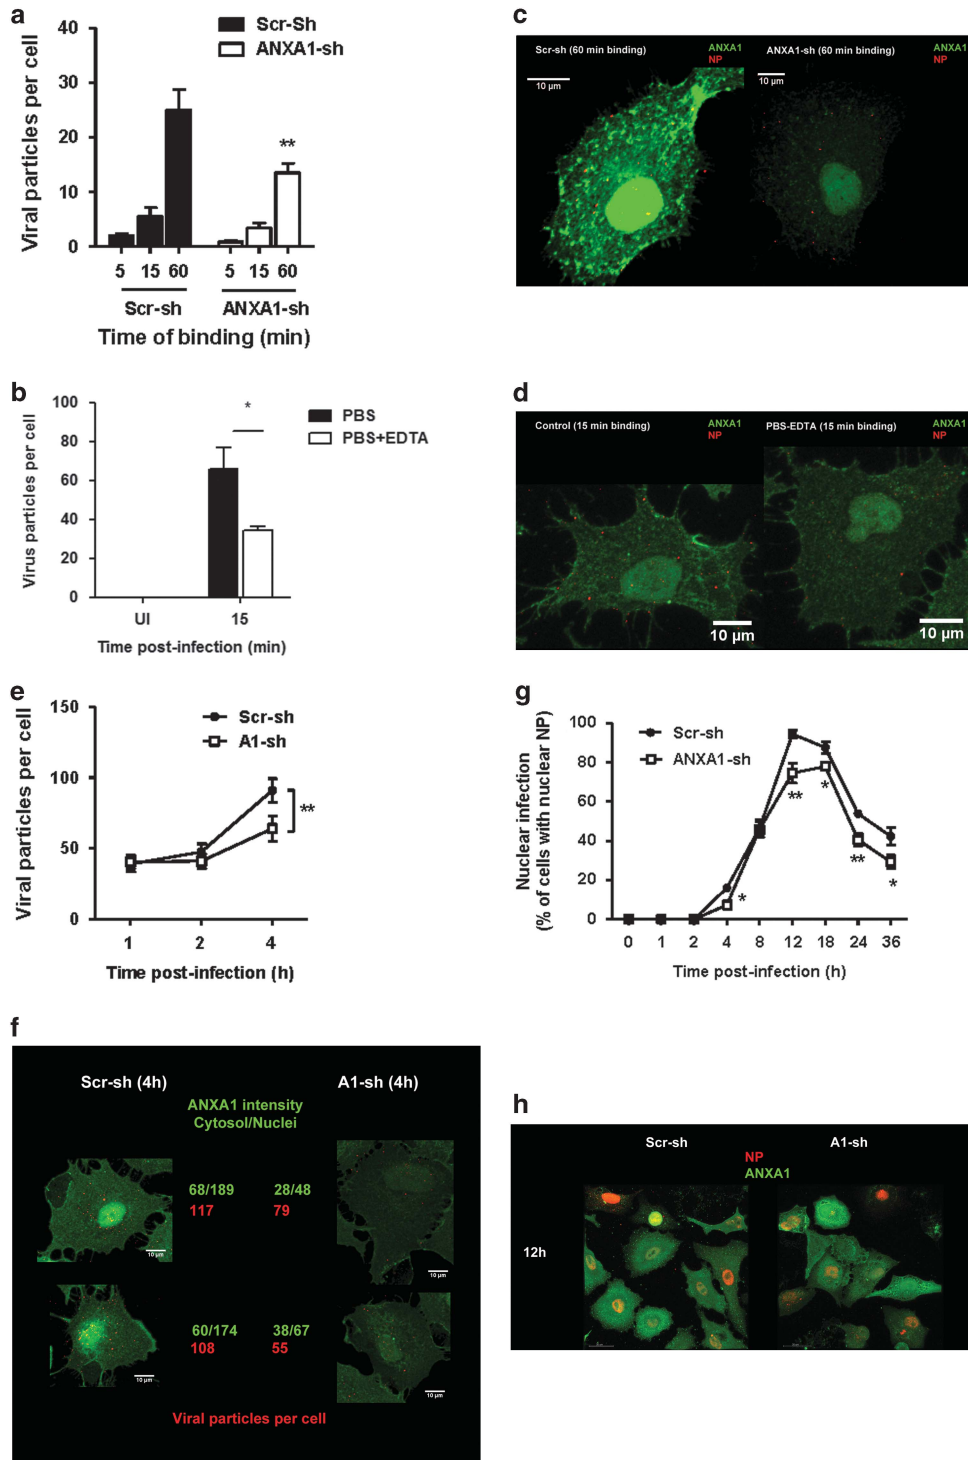 a
40
30
20
10
0
Viral particles per cell
Scr-Sh
ANXA1-sh
**
5 15 60 5 15 60
Scr-sh ANXA1-sh
Time of binding (min)
c
Scr-sh (60 min binding) ANXA1
NP
10 µm
ANXA1-sh (60 min binding) ANXA1
NP
10 µm
b
100
80
60
40
20
0
Virus particles per cell
*
PBS
PBS+EDTA
UI 15
Time post-infection (min)
d
Control (15 min binding) ANXA1
NP
10 µm
PBS-EDTA (15 min binding) ANXA1
NP
10 µm
e
150
100
50
0
Viral particles per cell
Scr-sh
A1-sh
**
1 2 4
Time post-infection (h)
g
100
80
60
40
20
0
Nuclear infection
(% of cells with nuclear NP)
Scr-sh
ANXA1-sh
*
**
*
**
*
0 1 2 4 8 12 18 24 36
Time post-infection (h)
f
Scr-sh (4h) A1-sh (4h)
ANXA1 intensity
Cytosol/Nuclei
68/189 28/48
117 79
10 µm
10 µm
60/174 38/67
108 55
10 µm
10 µm
Viral particles per cell
h
Scr-sh A1-sh
NP
ANXA1
12h